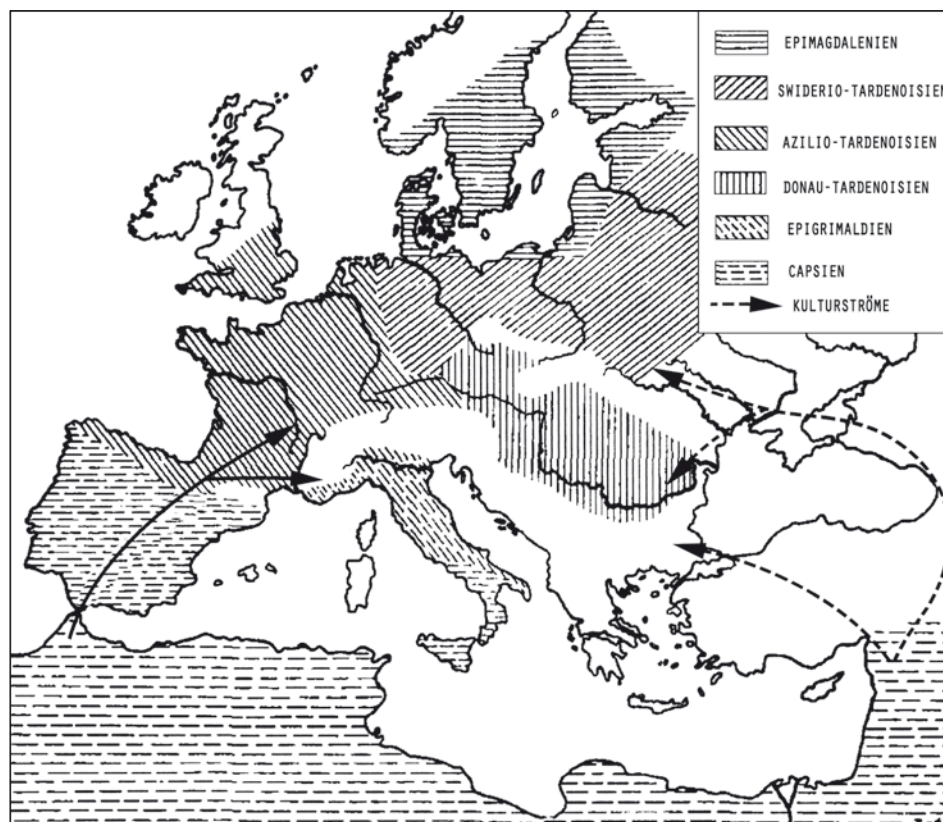 EPIMAGDALENIEN
SWIDERIO-TARDENOISIEN
AZILIO-TARDENOISIEN
DONAU-TARDENOISIEN
EPIGRIMALDIEN
CAPSIEN
KULTURSTRÖME